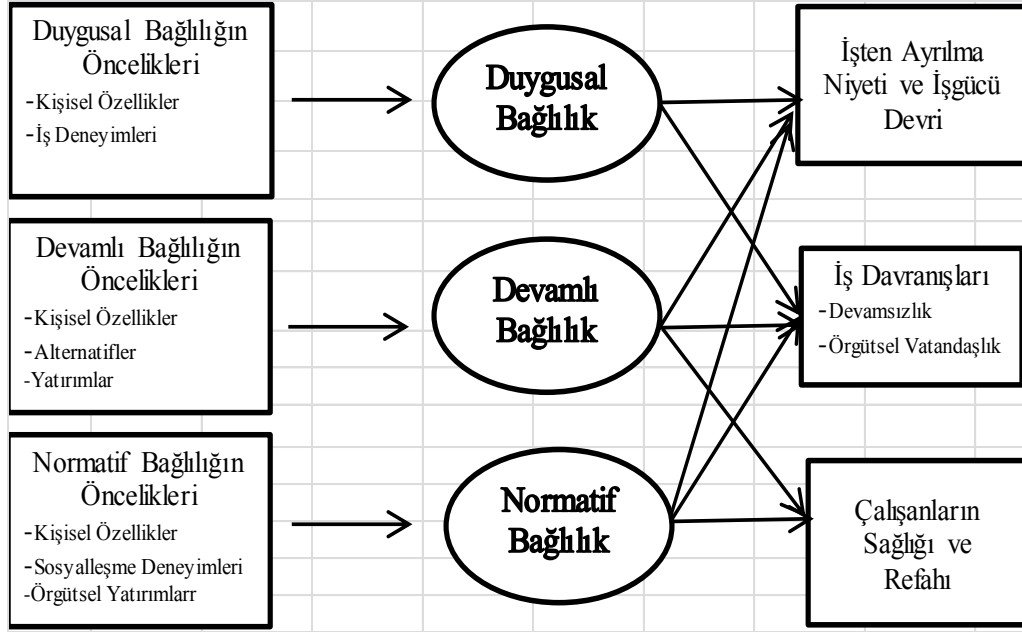 Duygusal Bağlılığın
Öncelikleri
-Kişisel Özellikler
-İş Deneyimleri
Duygusal
Bağlılık
İşten Ayrılma
Niyeti ve İşgücü
Devri
Devamlı Bağlılığın
Öncelikleri
-Kişisel Özellikler
-Alternatifler
-Yatırımlar
Devamlı
Bağlılık
İş Davranışları
-Devamsızlık
-Örgütsel Vatandaşlık
Normatif Bağlılığın
Öncelikleri
-Kişisel Özellikler
-Sosyalleşme Deneyimleri
-Örgütsel Yatırımlarr
Normatif
Bağlılık
Çalışanların
Sağlığı ve
Refahı